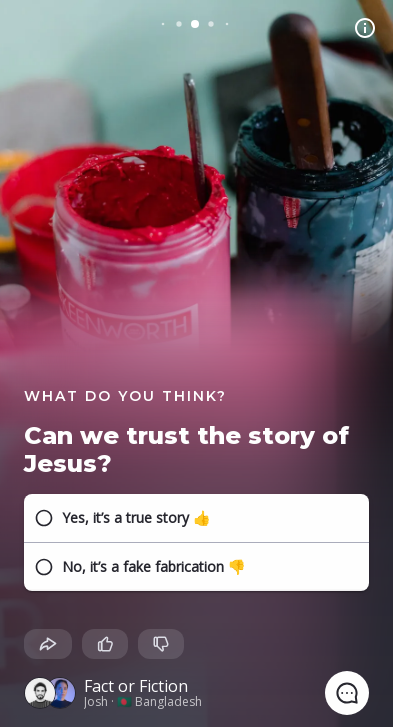 KEENWORTH
WHAT DO YOU THINK?
Can we trust the story of
Jesus?
Yes, it’s a true story 👍
No, it’s a fake fabrication 👎
Fact or Fiction
Josh · 🇧🇩 Bangladesh